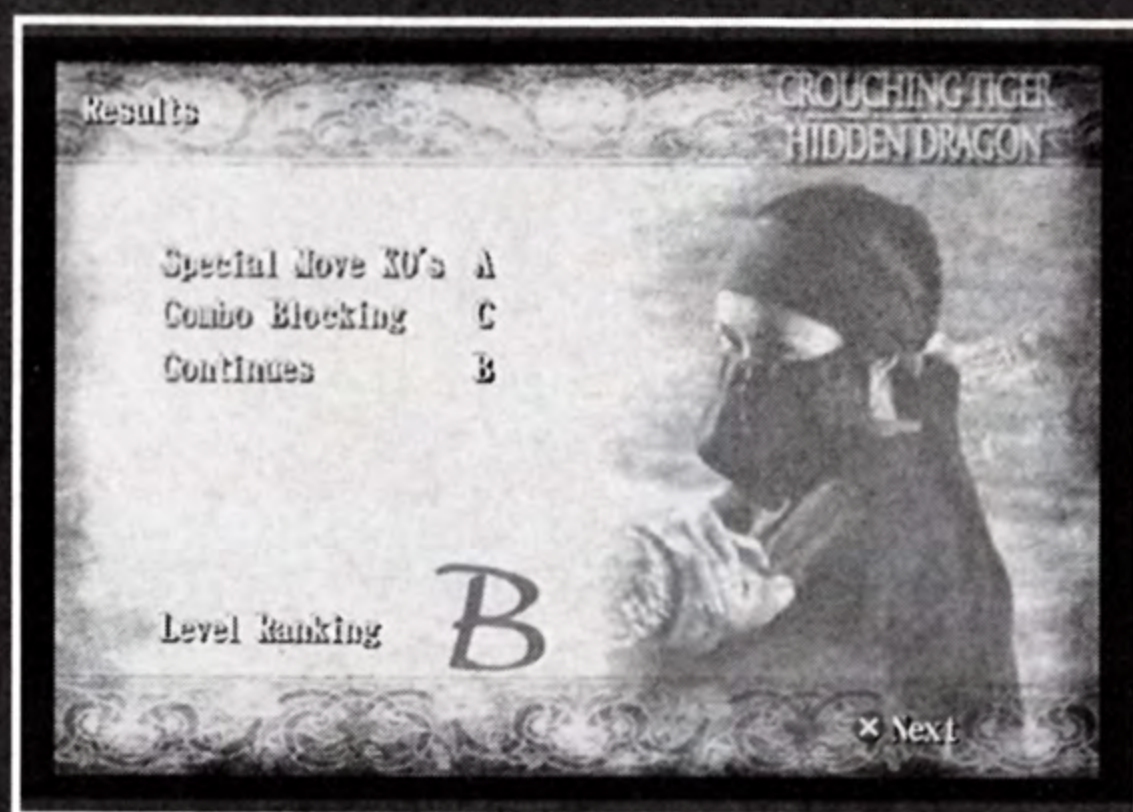 Results
CROUCHING TIGER
HIDDEN DRAGON
Special Move KO's A
Combo Blocking C
Continues B
Level Ranking B
× Next